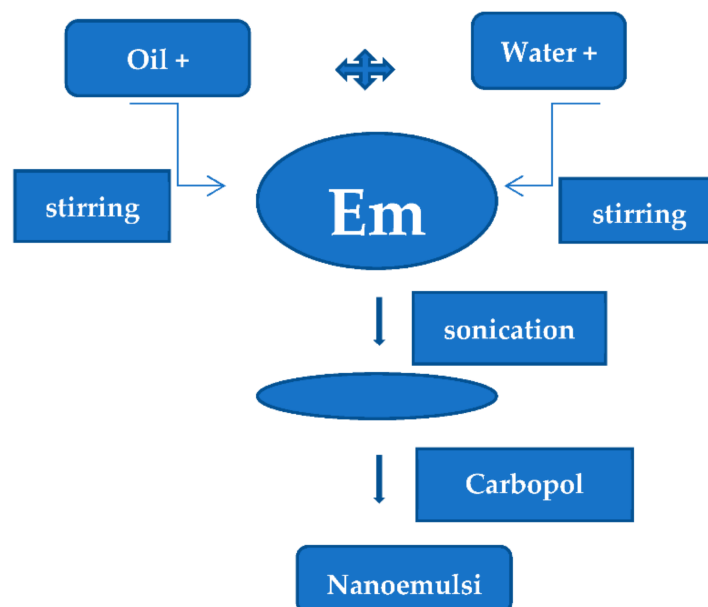 Oil +
Water +
stirring
Em
stirring
sonication
Carbopol
Nanoemulsi